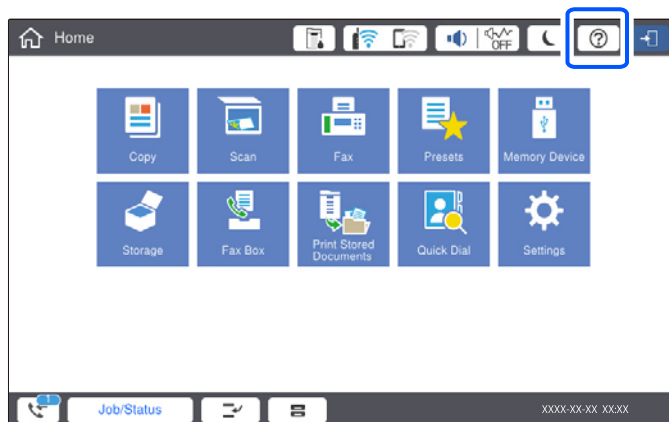 Home
OFF
?
Copy
Scan
Fax
Presets
Memory Device
Storage
Fax Box
Print Stored
Documents
Quick Dial
Settings
1
Job/Status
XXXX-XX-XX XX:XX